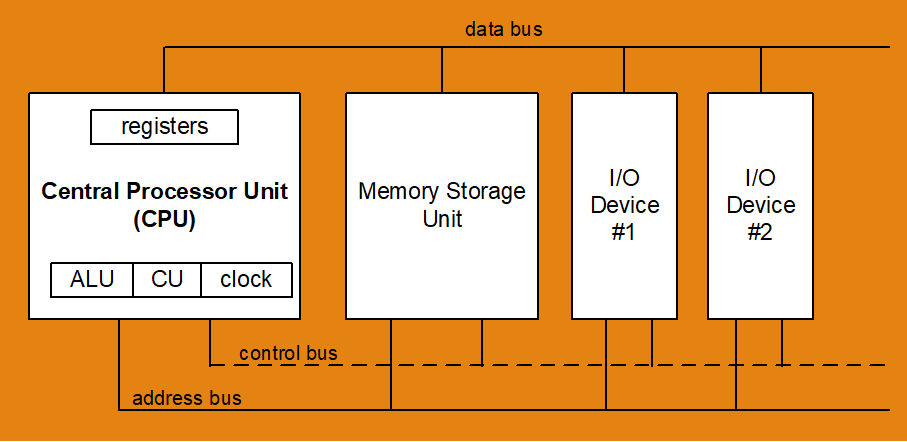 data bus
registers
Central Processor Unit
(CPU)
ALU
CU
clock
Memory Storage
Unit
I/O
Device
#1
I/O
Device
#2
control bus
address bus